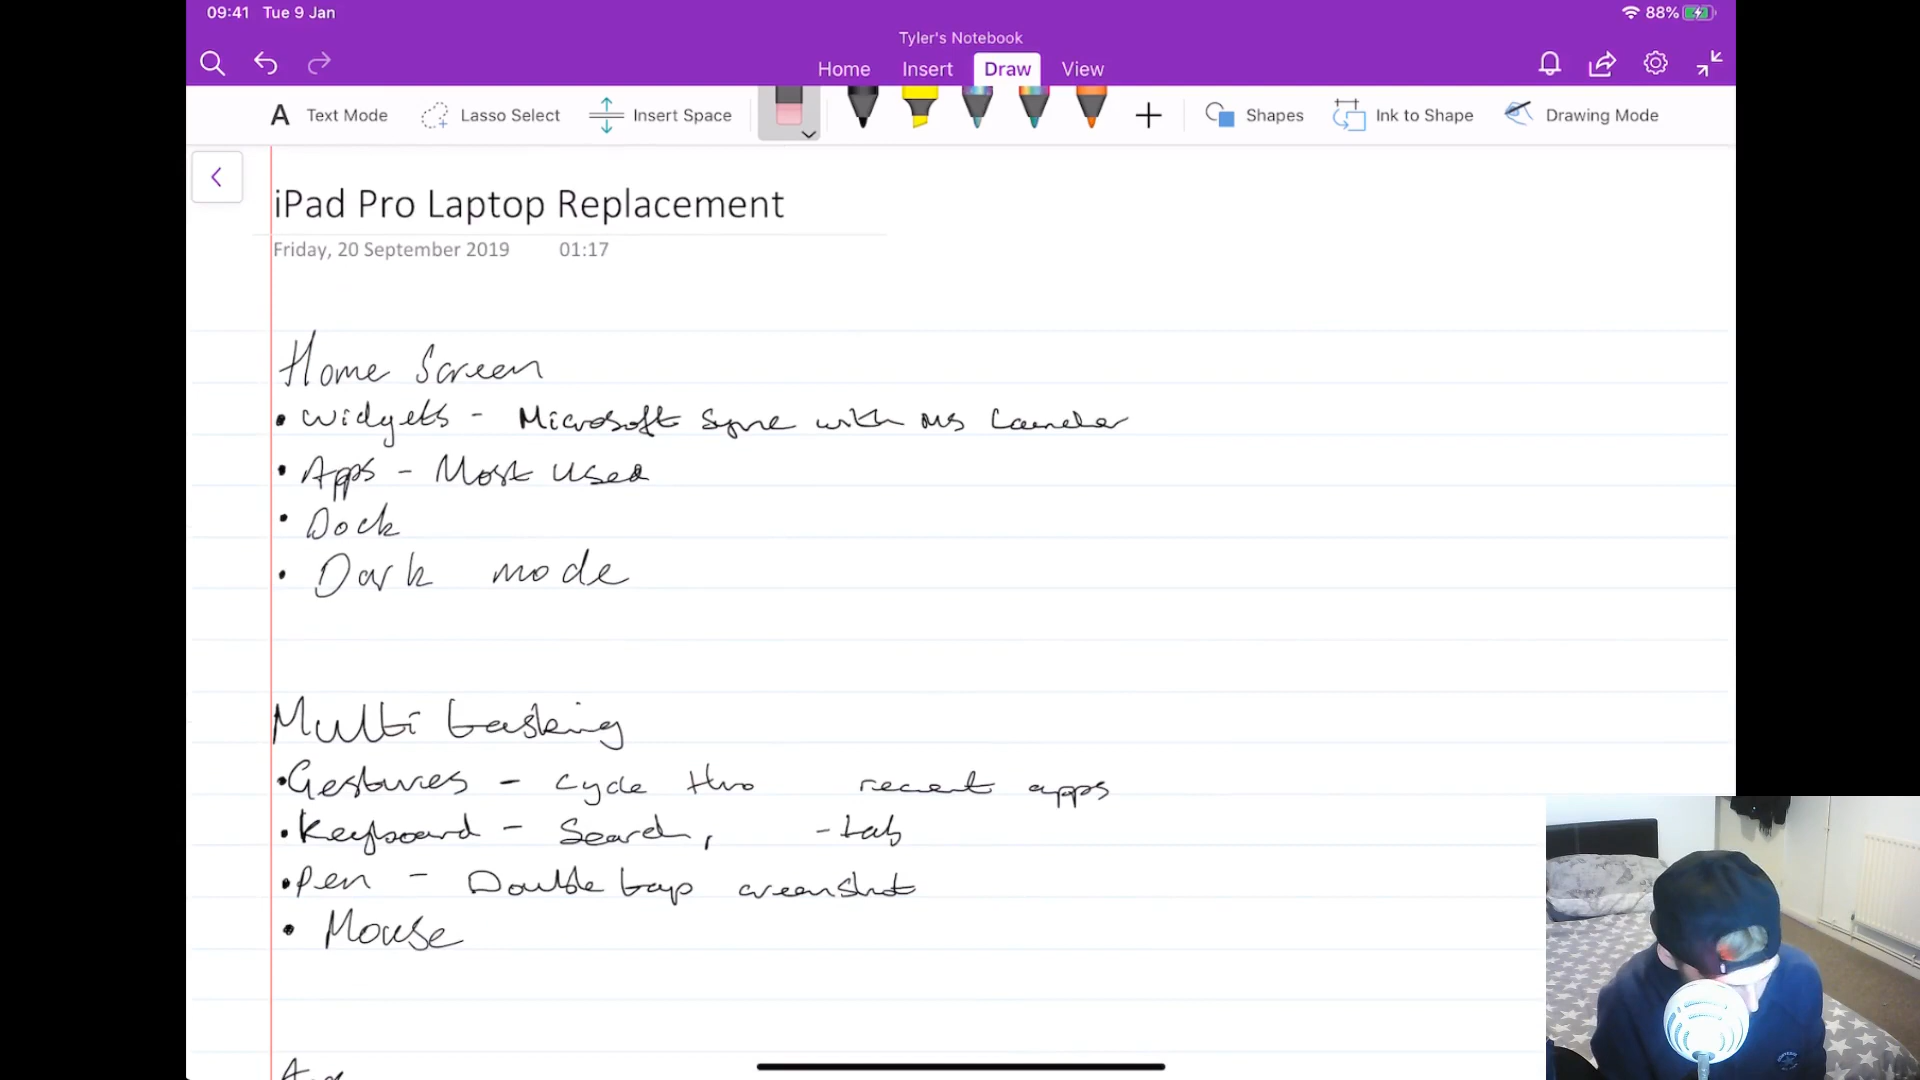 09:41 Tue 9 Jan 88%
Tyler's Notebook
Home Insert Draw View
A Text Mode Lasso Select Insert Space Shapes Ink to Shape Drawing Mode
iPad Pro Laptop Replacement
Friday, 20 September 2019 01:17
Home Screen
• Widgets - Microsoft Sync with MS Launcher
• Apps - Most Used
• Dock
• Dark mode
Multi tasking
• Gestures - cycle thro recent apps
• Keyboard - Search, - tab
• Pen - Double tap screenshot
• Mouse